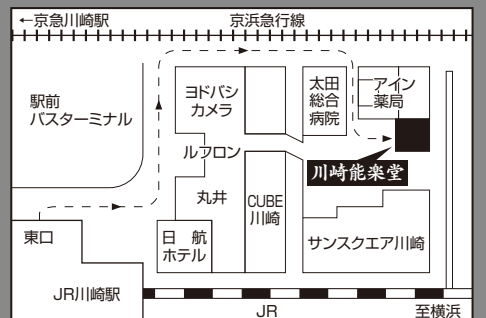 ←京急川崎駅
京浜急行線
駅前
バスターミナル
ヨドバシ
カメラ
ルフロン
丸井
太田
総合
病院
アイン
薬局
川崎能楽堂
CUBE
川崎
サンスクエア川崎
東口
日航
ホテル
JR川崎駅
JR
至横浜